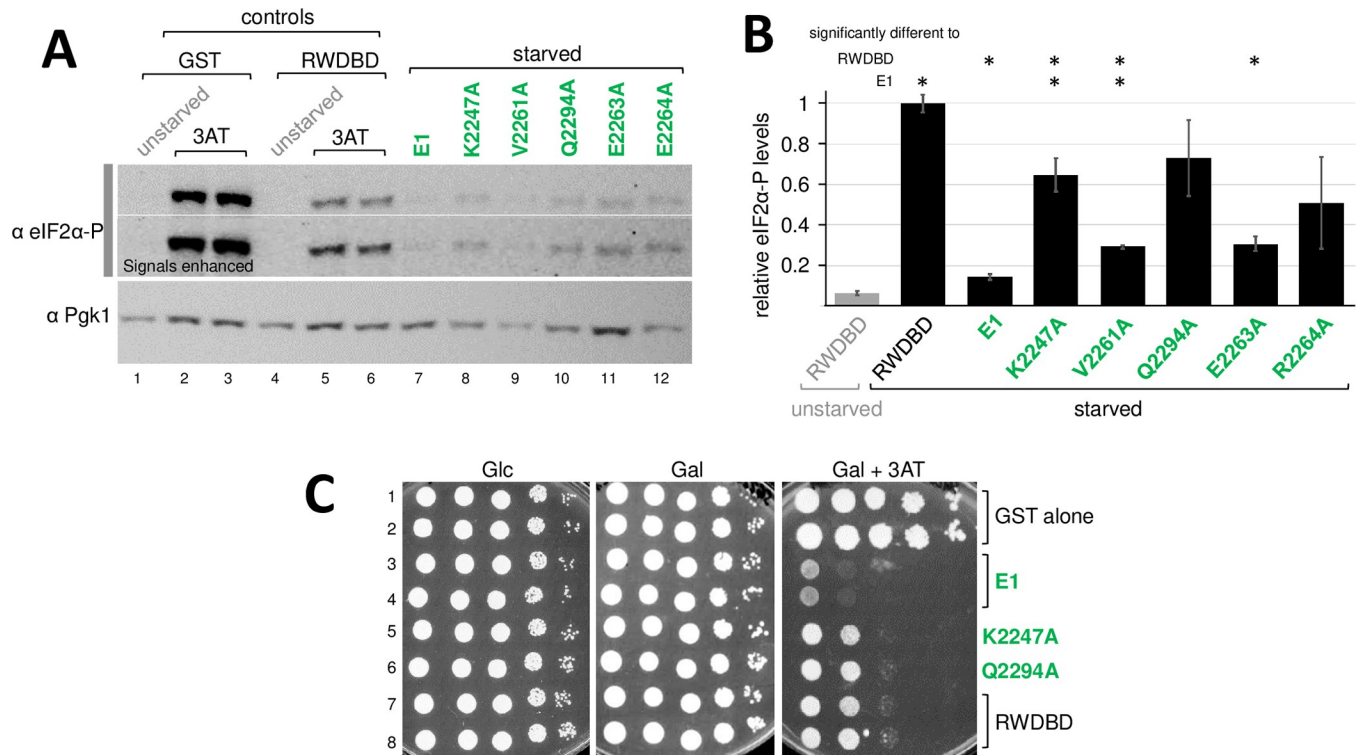 A
controls
GST
RWDBD
starved
unstarved
3AT
unstarved
3AT
E1
K2247A
V2261A
Q2294A
E2263A
E2264A
α eIF2α-P
Signals enhanced
α Pgk1
1 2 3 4 5 6 7 8 9 10 11 12
B
significantly different to
RWDBD * * * *
E1 * * *
relative eIF2α-P levels
1
0.8
0.6
0.4
0.2
RWDBD
RWDBD
E1
K2247A
V2261A
Q2294A
E2263A
R2264A
unstarved
starved
C
Glc
Gal
Gal + 3AT
1
2
3
4
5
6
7
8
GST alone
E1
K2247A
Q2294A
RWDBD